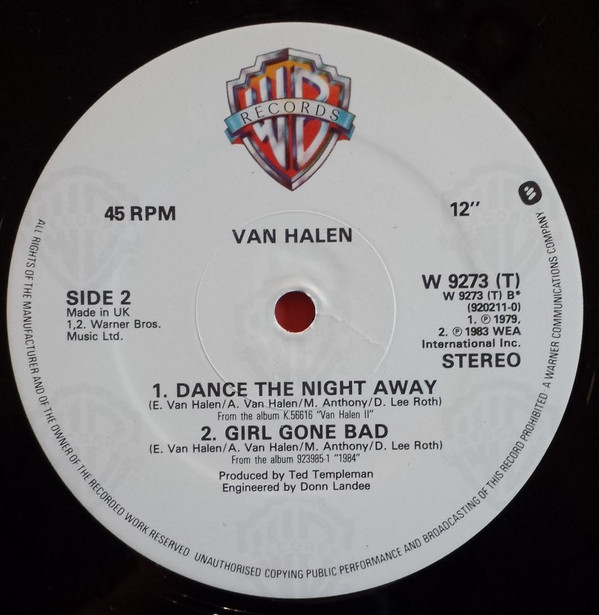 WB
RECORDS
45 RPM
12"
VAN HALEN
W 9273 (T)
W 9273 (T) B*
(920211-0)
1. ℗ 1979,
2. ℗ 1983 WEA
International Inc.
STEREO
SIDE 2
Made in UK
1,2. Warner Bros.
Music Ltd.
1. DANCE THE NIGHT AWAY
(E. Van Halen/A. Van Halen/M. Anthony/D. Lee Roth)
From the album K.56616 "Van Halen II"
2. GIRL GONE BAD
(E. Van Halen/A. Van Halen/M. Anthony/D. Lee Roth)
From the album 923985-1 "1984"
Produced by Ted Templeman
Engineered by Donn Landee
ALL RIGHTS OF THE MANUFACTURER AND OF THE OWNER OF THE RECORDED WORK RESERVED UNAUTHORISED COPYING PUBLIC PERFORMANCE AND BROADCASTING OF THIS RECORD PROHIBITED A WARNER COMMUNICATIONS COMPANY